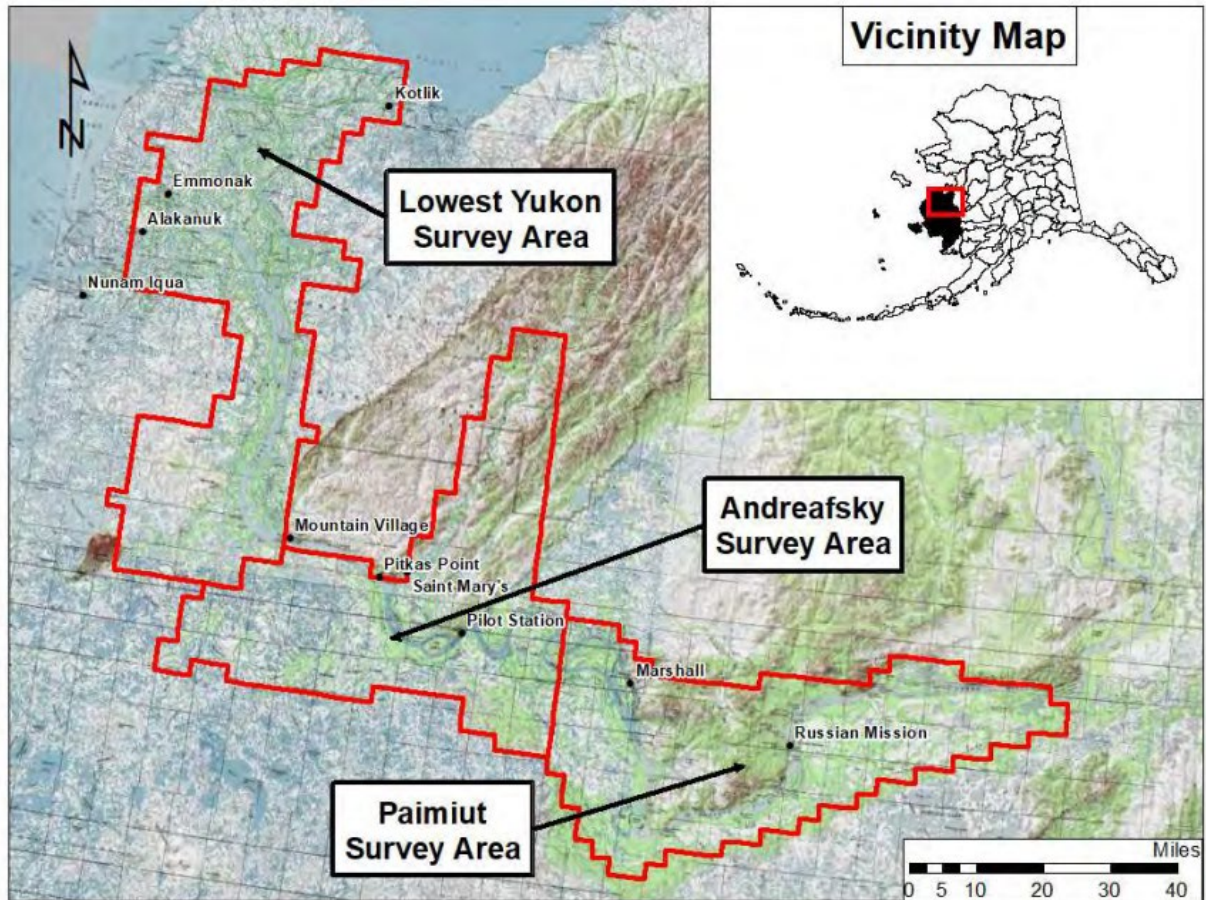 Vicinity Map
N
Kotlik
Lowest Yukon
Survey Area
Emmonak
Alakanuk
Nunam Iqua
Andreafsky
Survey Area
Mountain Village
Pitkas Point
Saint Mary's
Pilot Station
Marshall
Russian Mission
Paimiut
Survey Area
Miles
0 5 10 20 30 40